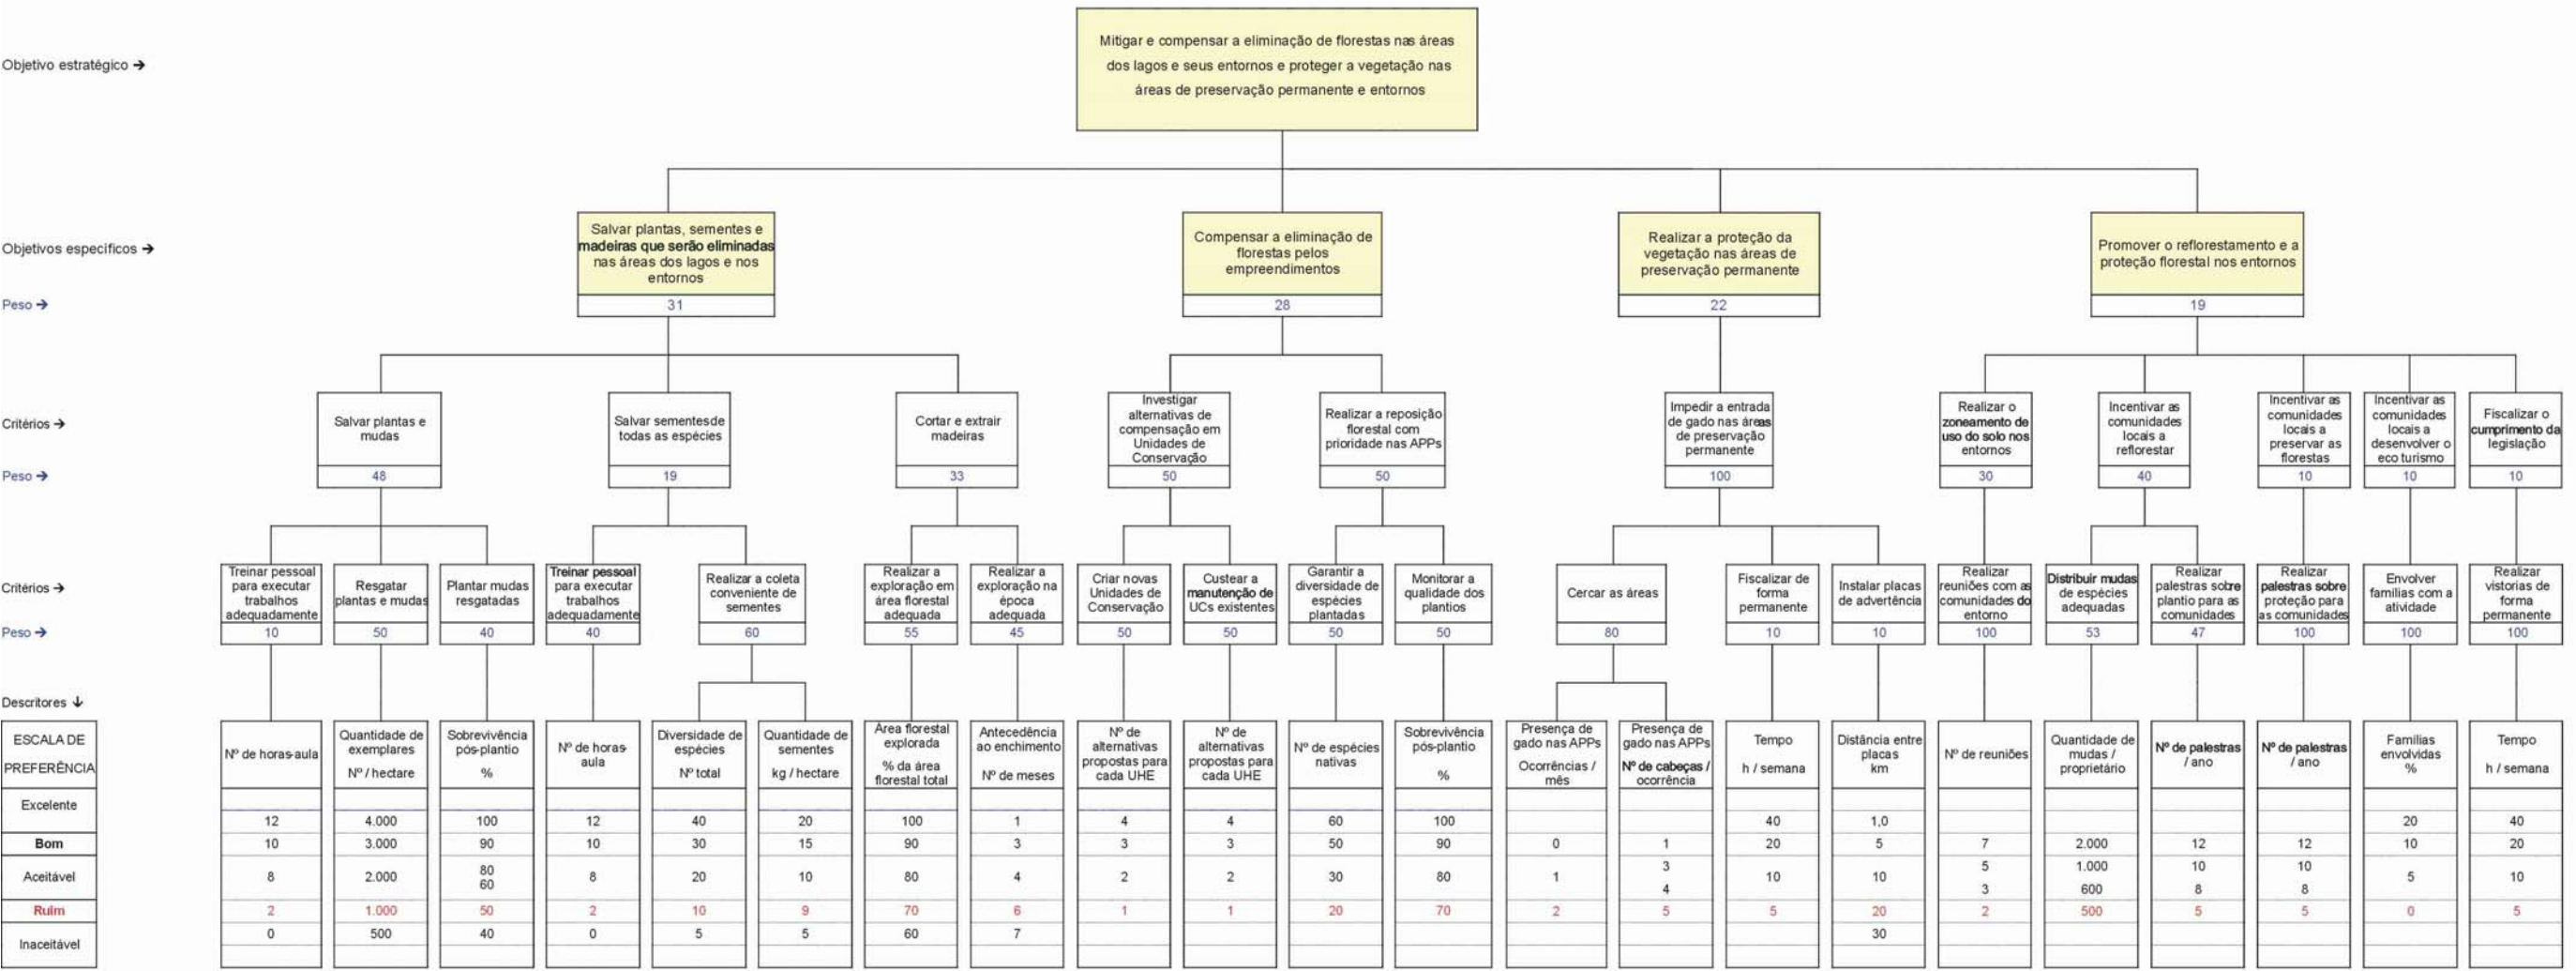 Objetivo estratégico →
Mitigar e compensar a eliminação de florestas nas áreas
dos lagos e seus entornos e proteger a vegetação nas
áreas de preservação permanente e entornos
Objetivos específicos →
Salvar plantas, sementes e
madeiras que serão eliminadas
nas áreas dos lagos e nos
entornos
Compensar a eliminação de
florestas pelos
empreendimentos
Realizar a proteção da
vegetação nas áreas de
preservação permanente
Promover o reflorestamento e a
proteção florestal nos entornos
Peso →
31
28
22
19
Critérios →
Salvar plantas e
mudas
Salvar sementesde
todas as espécies
Cortar e extrair
madeiras
Investigar
alternativas de
compensação em
Unidades de
Conservação
Realizar a reposição
florestal com
prioridade nas APPs
Impedir a entrada
de gado nas áreas
de preservação
permanente
Realizar o
zoneamento de
uso do solo nos
entornos
Incentivar as
comunidades
locais a
reflorestar
Incentivar as
comunidades
locais a
preservar as
florestas
Incentivar as
comunidades
locais a
desenvolver o
eco turismo
Fiscalizar o
cumprimento da
legislação
Peso →
48
19
33
50
50
100
30
40
10
10
10
Critérios →
Treinar pessoal
para executar
trabalhos
adequadamente
Resgatar
plantas e mudas
Plantar mudas
resgatadas
Treinar pessoal
para executar
trabalhos
adequadamente
Realizar a coleta
conveniente de
sementes
Realizar a
exploração em
área florestal
adequada
Realizar a
exploração na
época
adequada
Criar novas
Unidades de
Conservação
Custear a
manutenção de
UCs existentes
Garantir a
diversidade de
espécies
plantadas
Monitorar a
qualidade dos
plantios
Cercar as áreas
Fiscalizar de
forma
permanente
Instalar placas
de advertência
Realizar
reuniões com as
comunidades do
entorno
Distribuir mudas
de espécies
adequadas
Realizar
palestras sobre
plantio para as
comunidades
Realizar
palestras sobre
proteção para
as comunidades
Envolver
famílias com a
atividade
Realizar
vistorias de
forma
permanente
Peso →
10
50
40
40
60
55
45
50
50
50
50
80
10
10
100
53
47
100
100
100
Descritores ↓
ESCALA DE
PREFERÊNCIA
Nº de horas-aula
Quantidade de
exemplares
Nº / hectare
Sobrevivência
pós-plantio
%
Nº de horas-
aula
Diversidade de
espécies
Nº total
Quantidade de
sementes
kg / hectare
Área florestal
explorada
% da área
florestal total
Antecedência
ao enchimento
Nº de meses
Nº de
alternativas
propostas para
cada UHE
Nº de
alternativas
propostas para
cada UHE
Nº de espécies
nativas
Sobrevivência
pós-plantio
%
Presença de
gado nas APPs
Ocorrências /
mês
Presença de
gado nas APPs
Nº de cabeças /
ocorrência
Tempo
h / semana
Distância entre
placas
km
Nº de reuniões
Quantidade de
mudas /
proprietário
Nº de palestras
/ ano
Nº de palestras
/ ano
Famílias
envolvidas
%
Tempo
h / semana
Excelente
12 4.000 100 12 40 20 100 1 4 4 60 100 40 1,0 20 40
Bom 10 3.000 90 10 30 15 90 3 3 3 50 90 0 1 20 5 7 2.000 12 12 10 20
80 3 5 1.000 10 10
Aceitável 8 2.000 8 20 10 80 4 2 2 30 80 1 10 10 5 10
60 4 3 600 8 8
Ruim 2 1.000 50 2 10 9 70 6 1 1 20 70 2 5 5 20 2 500 5 5 0 5
Inaceitável 0 500 40 0 5 5 60 7 30